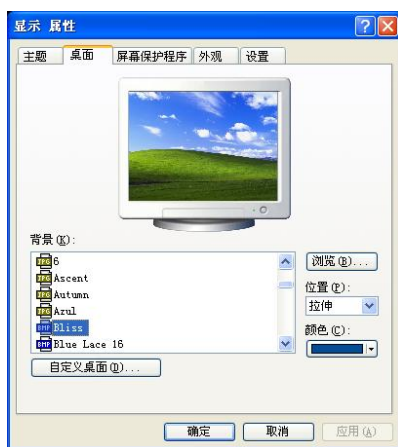 显示 属性
主题 桌面 屏幕保护程序 外观 设置
背景(K):
6
Ascent
Autumn
Azul
Bliss
Blue Lace 16
浏览(B)...
位置(P):
拉伸
颜色(C):
自定义桌面(D)...
确定 取消 应用(A)